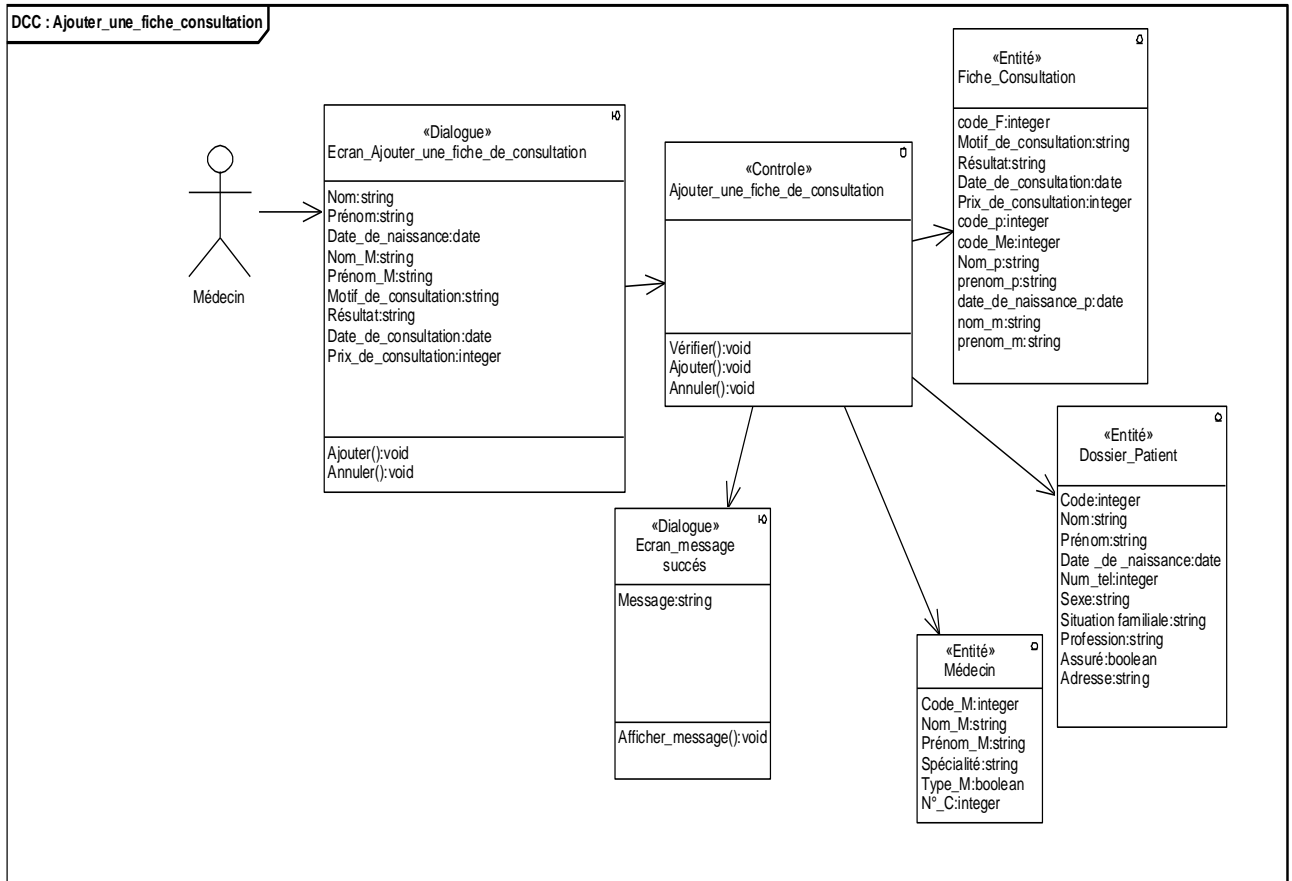 DCC : Ajouter_une_fiche_consultation
Médecin
«Dialogue»
Ecran_Ajouter_une_fiche_de_consultation
Nom:string
Prénom:string
Date_de_naissance:date
Nom_M:string
Prénom_M:string
Motif_de_consultation:string
Résultat:string
Date_de_consultation:date
Prix_de_consultation:integer
Ajouter():void
Annuler():void
«Controle»
Ajouter_une_fiche_de_consultation
Vérifier():void
Ajouter():void
Annuler():void
«Entité»
Fiche_Consultation
code_F:integer
Motif_de_consultation:string
Résultat:string
Date_de_consultation:date
Prix_de_consultation:integer
code_p:integer
code_Me:integer
Nom_p:string
prenom_p:string
date_de_naissance_p:date
nom_m:string
prenom_m:string
«Entité»
Dossier_Patient
Code:integer
Nom:string
Prénom:string
Date _de _naissance:date
Num_tel:integer
Sexe:string
Situation familiale:string
Profession:string
Assuré:boolean
Adresse:string
«Dialogue»
Ecran_message
succés
Message:string
Afficher_message():void
«Entité»
Médecin
Code_M:integer
Nom_M:string
Prénom_M:string
Spécialité:string
Type_M:boolean
N°_C:integer